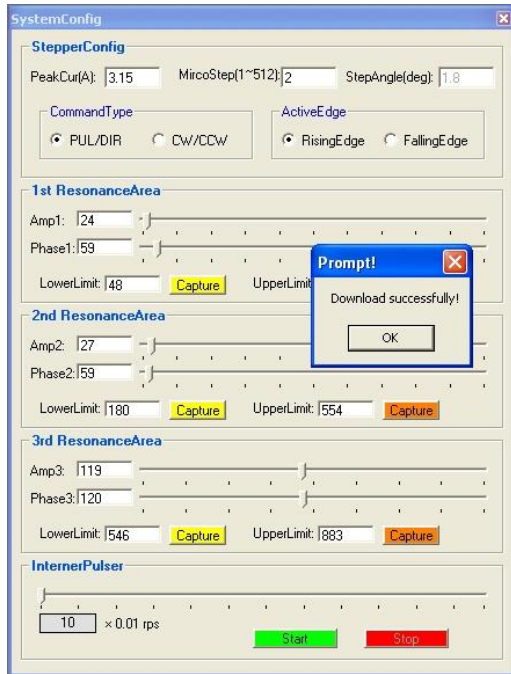 SystemConfig
StepperConfig
PeakCur(A): 3.15 MircoStep(1~512): 2 StepAngle(deg): 1.8
CommandType ActiveEdge
PUL/DIR CW/CCW RisingEdge FallingEdge
1st ResonanceArea
Amp1: 24
Phase1: 59
LowerLimit: 48 Capture UpperLimit
Prompt!
Download successfully!
OK
2nd ResonanceArea
Amp2: 27
Phase2: 59
LowerLimit: 180 Capture UpperLimit: 554 Capture
3rd ResonanceArea
Amp3: 119
Phase3: 120
LowerLimit: 546 Capture UpperLimit: 883 Capture
InternerPulser
10 × 0.01 rps
Start Stop